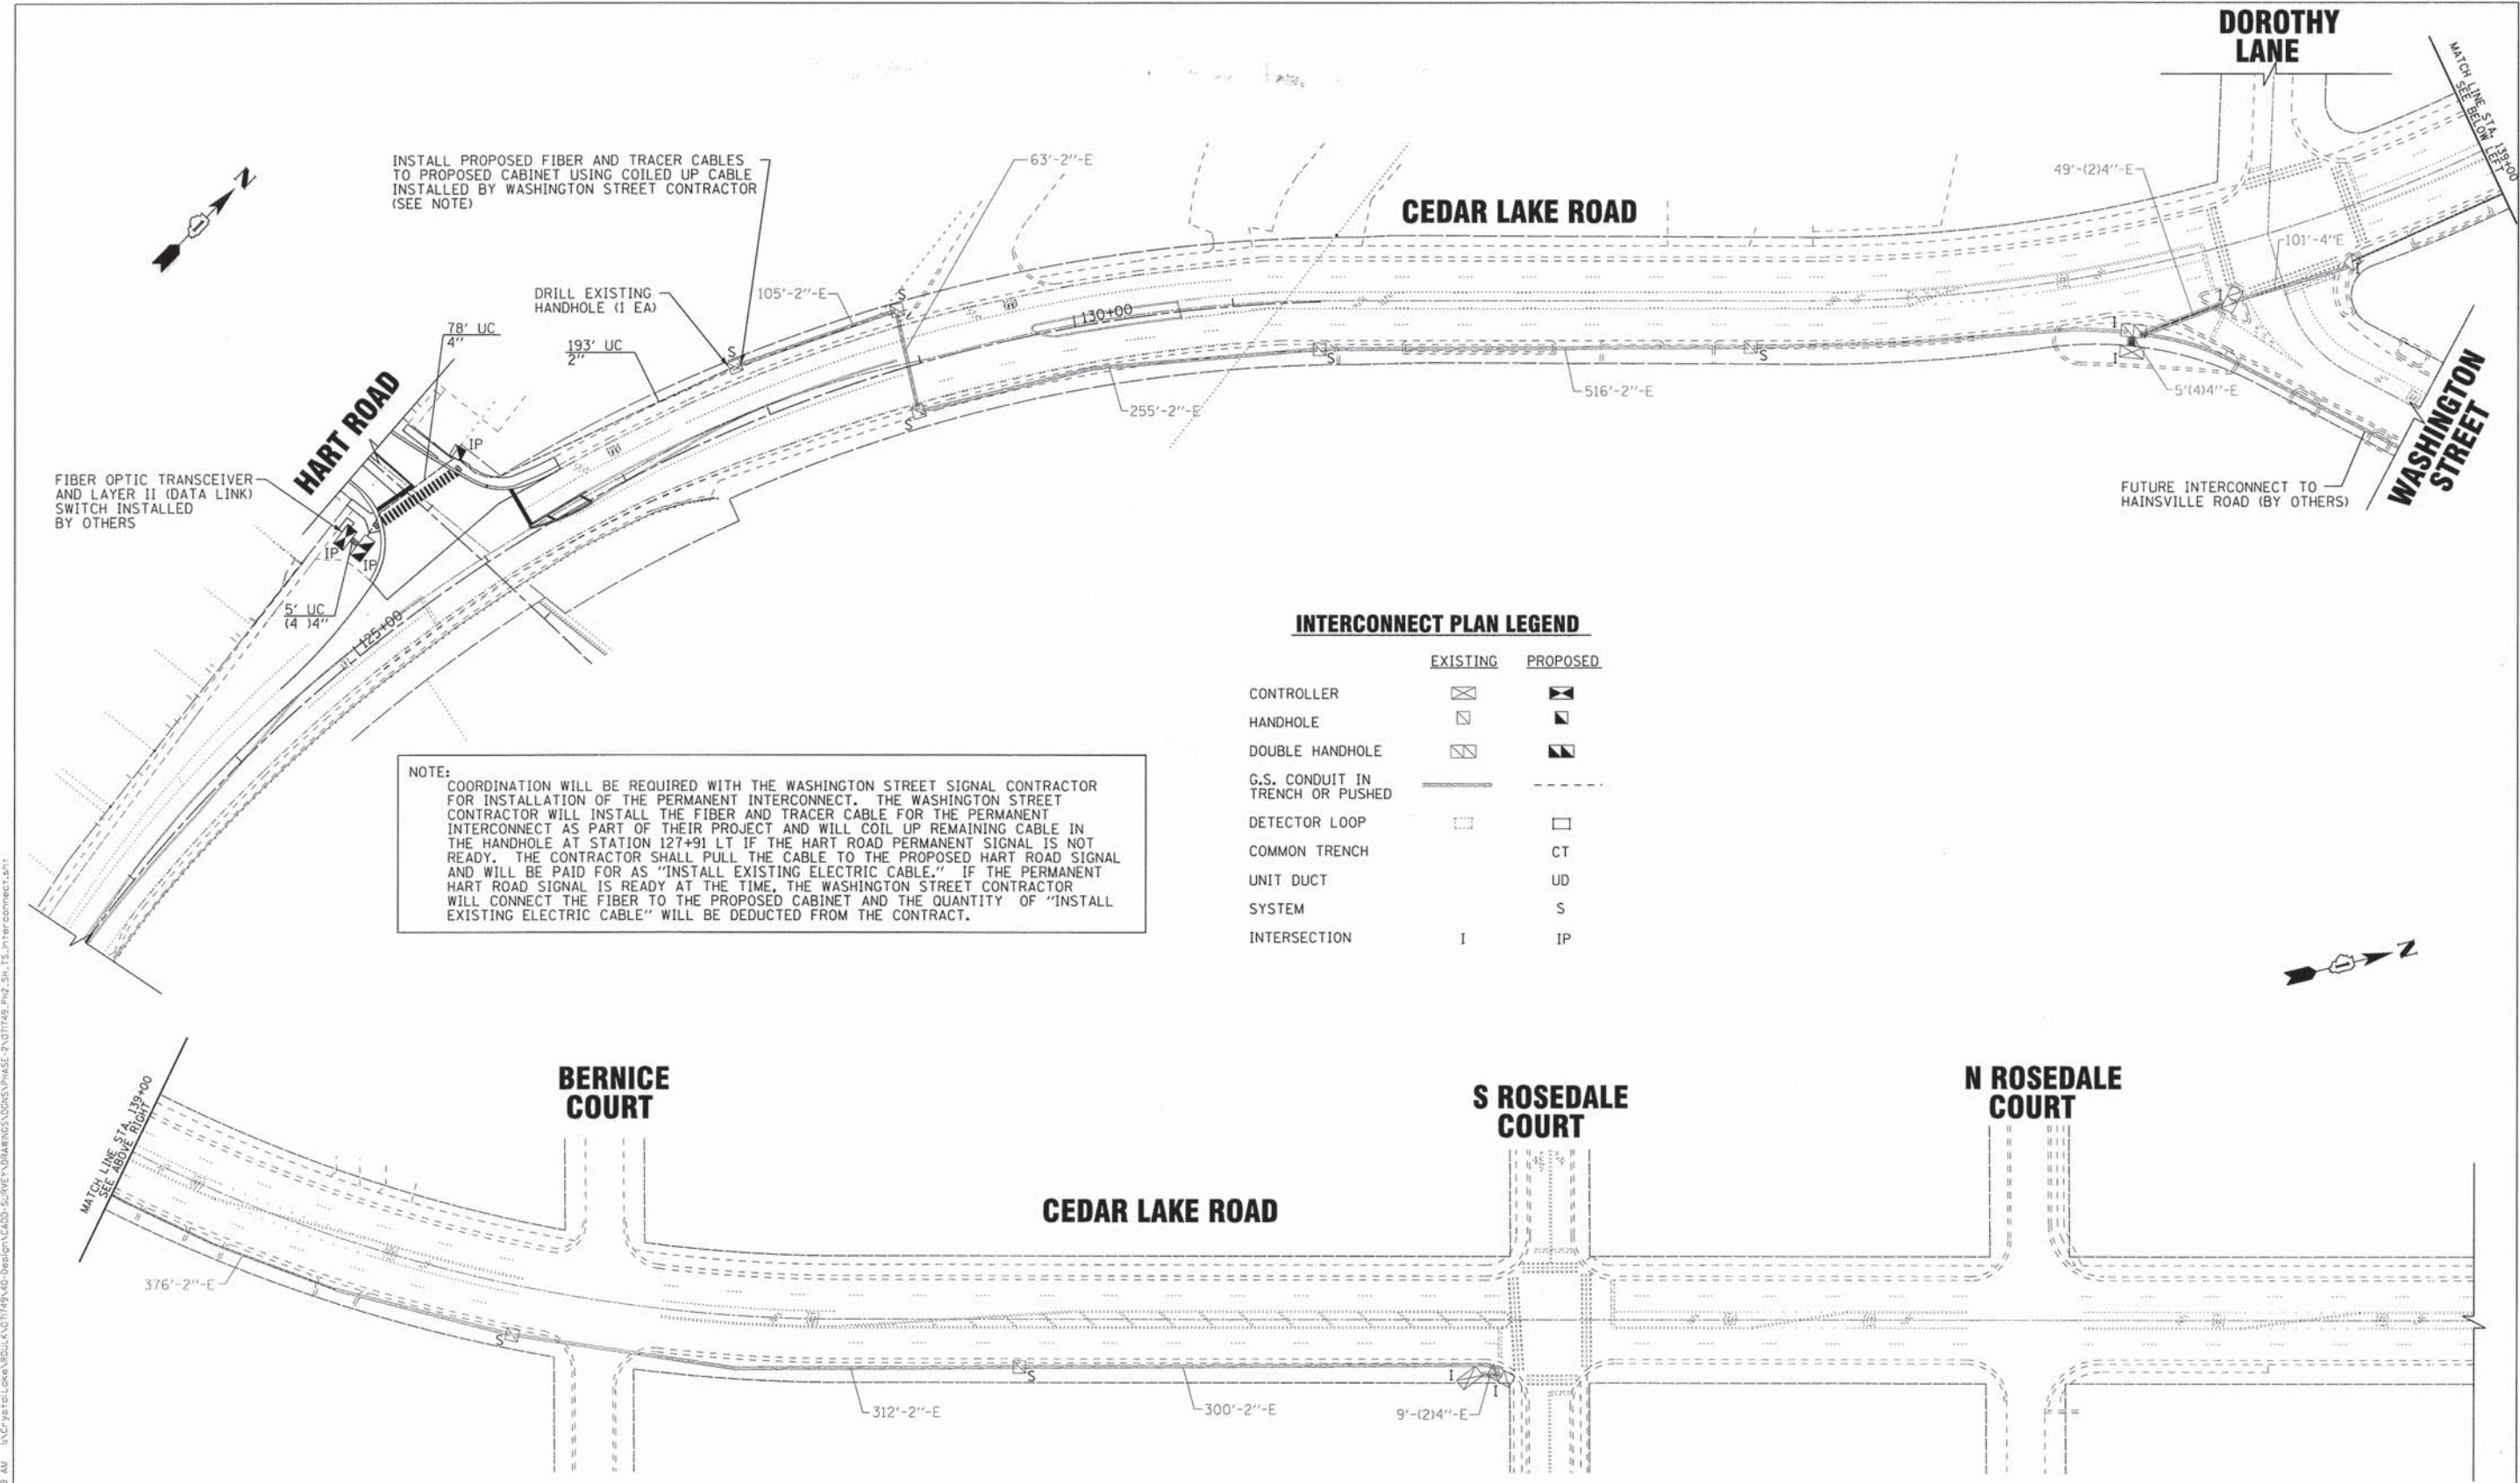 DOROTHY
LANE
MATCH LINE STA. 139+00
SEE BELOW LEFT
N
1
INSTALL PROPOSED FIBER AND TRACER CABLES
TO PROPOSED CABINET USING COILED UP CABLE
INSTALLED BY WASHINGTON STREET CONTRACTOR
(SEE NOTE)
63'-2"-E
49'-(2)4"-E
CEDAR LAKE ROAD
101'-4"E
DRILL EXISTING
HANDHOLE (1 EA)
105'-2"-E
S
I
I
130+00
78' UC
4"
193' UC
2"
S
I
S
I
S
HART ROAD
516'-2"-E
5'(4)4"-E
255'-2"-E
S
WASHINGTON
STREET
IP
FIBER OPTIC TRANSCEIVER
AND LAYER II (DATA LINK)
SWITCH INSTALLED
BY OTHERS
FUTURE INTERCONNECT TO
HAINSVILLE ROAD (BY OTHERS)
IP
IP
5' UC
(4 )4"
125+00
INTERCONNECT PLAN LEGEND
EXISTING PROPOSED
CONTROLLER
HANDHOLE
DOUBLE HANDHOLE
G.S. CONDUIT IN
TRENCH OR PUSHED
DETECTOR LOOP
COMMON TRENCH CT
UNIT DUCT UD
SYSTEM S
INTERSECTION I IP
NOTE:
COORDINATION WILL BE REQUIRED WITH THE WASHINGTON STREET SIGNAL CONTRACTOR
FOR INSTALLATION OF THE PERMANENT INTERCONNECT. THE WASHINGTON STREET
CONTRACTOR WILL INSTALL THE FIBER AND TRACER CABLE FOR THE PERMANENT
INTERCONNECT AS PART OF THEIR PROJECT AND WILL COIL UP REMAINING CABLE IN
THE HANDHOLE AT STATION 127+91 LT IF THE HART ROAD PERMANENT SIGNAL IS NOT
READY. THE CONTRACTOR SHALL PULL THE CABLE TO THE PROPOSED HART ROAD SIGNAL
AND WILL BE PAID FOR AS "INSTALL EXISTING ELECTRIC CABLE." IF THE PERMANENT
HART ROAD SIGNAL IS READY AT THE TIME, THE WASHINGTON STREET CONTRACTOR
WILL CONNECT THE FIBER TO THE PROPOSED CABINET AND THE QUANTITY OF "INSTALL
EXISTING ELECTRIC CABLE" WILL BE DEDUCTED FROM THE CONTRACT.
N
1
MATCH LINE STA. 139+00
SEE ABOVE RIGHT
BERNICE
COURT
S ROSEDALE
COURT
N ROSEDALE
COURT
CEDAR LAKE ROAD
376'-2"-E
S
S
I
I
312'-2"-E
300'-2"-E
9'-(2)4"-E